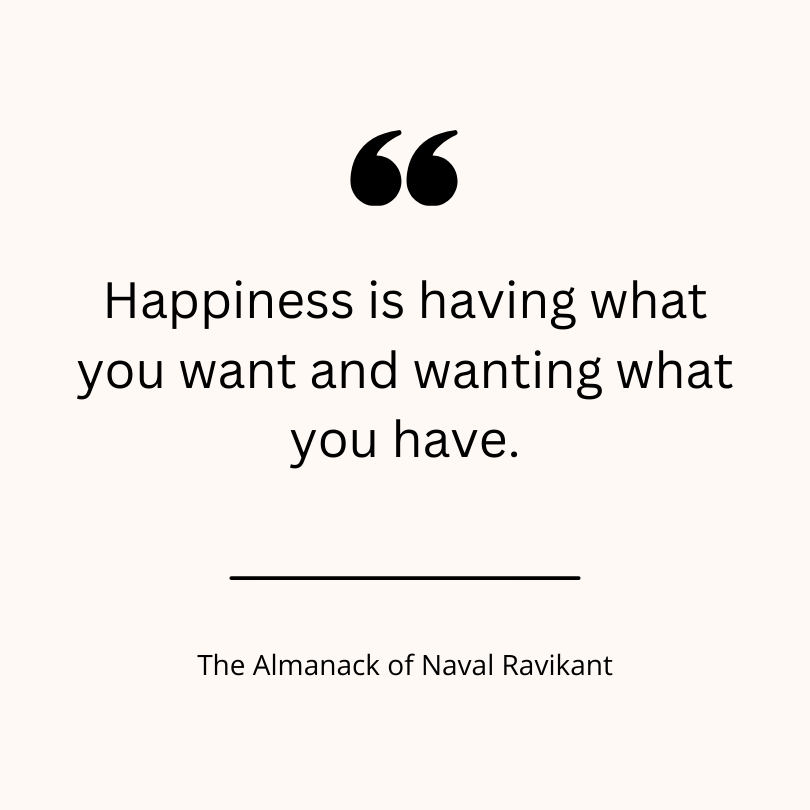 “
Happiness is having what
you want and wanting what
you have.
The Almanack of Naval Ravikant